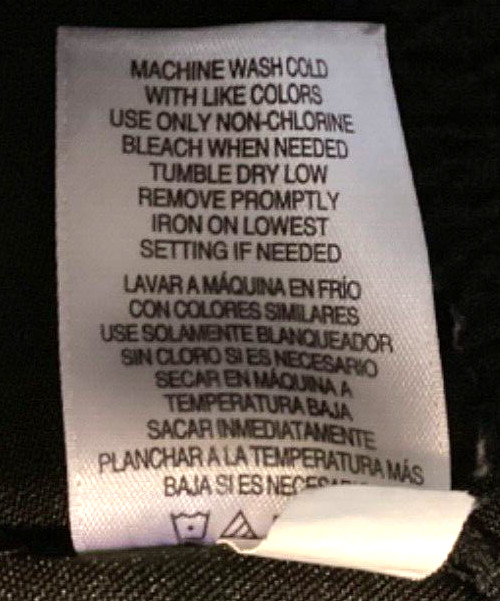 MACHINE WASH COLD
WITH LIKE COLORS
USE ONLY NON-CHLORINE
BLEACH WHEN NEEDED
TUMBLE DRY LOW
REMOVE PROMPTLY
IRON ON LOWEST
SETTING IF NEEDED
LAVAR A MÁQUINA EN FRÍO
CON COLORES SIMILARES
USE SOLAMENTE BLANQUEADOR
SIN CLORO SI ES NECESARIO
SECAR EN MÁQUINA A
TEMPERATURA BAJA
SACAR INMEDIATAMENTE
PLANCHAR A LA TEMPERATURA MÁS
BAJA SI ES